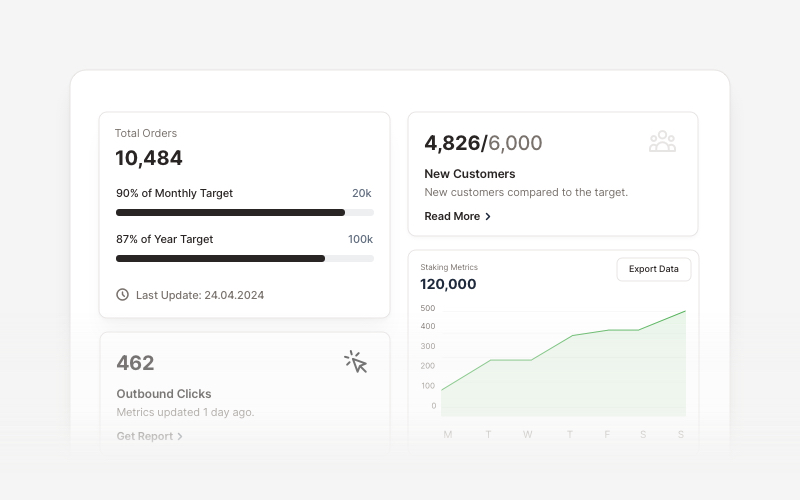 Total Orders
10,484
90% of Monthly Target 20k
87% of Year Target 100k
Last Update: 24.04.2024
462
Outbound Clicks
Metrics updated 1 day ago.
Get Report
4,826/6,000
New Customers
New customers compared to the target.
Read More
Staking Metrics
120,000
Export Data
500
400
300
200
100
0
M T W T F S S